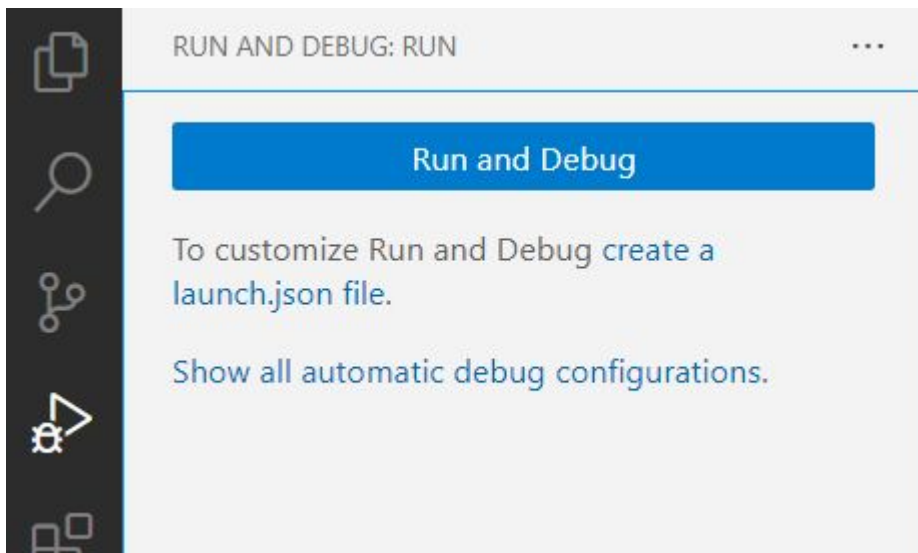 RUN AND DEBUG: RUN
Run and Debug
To customize Run and Debug create a
launch.json file.
Show all automatic debug configurations.